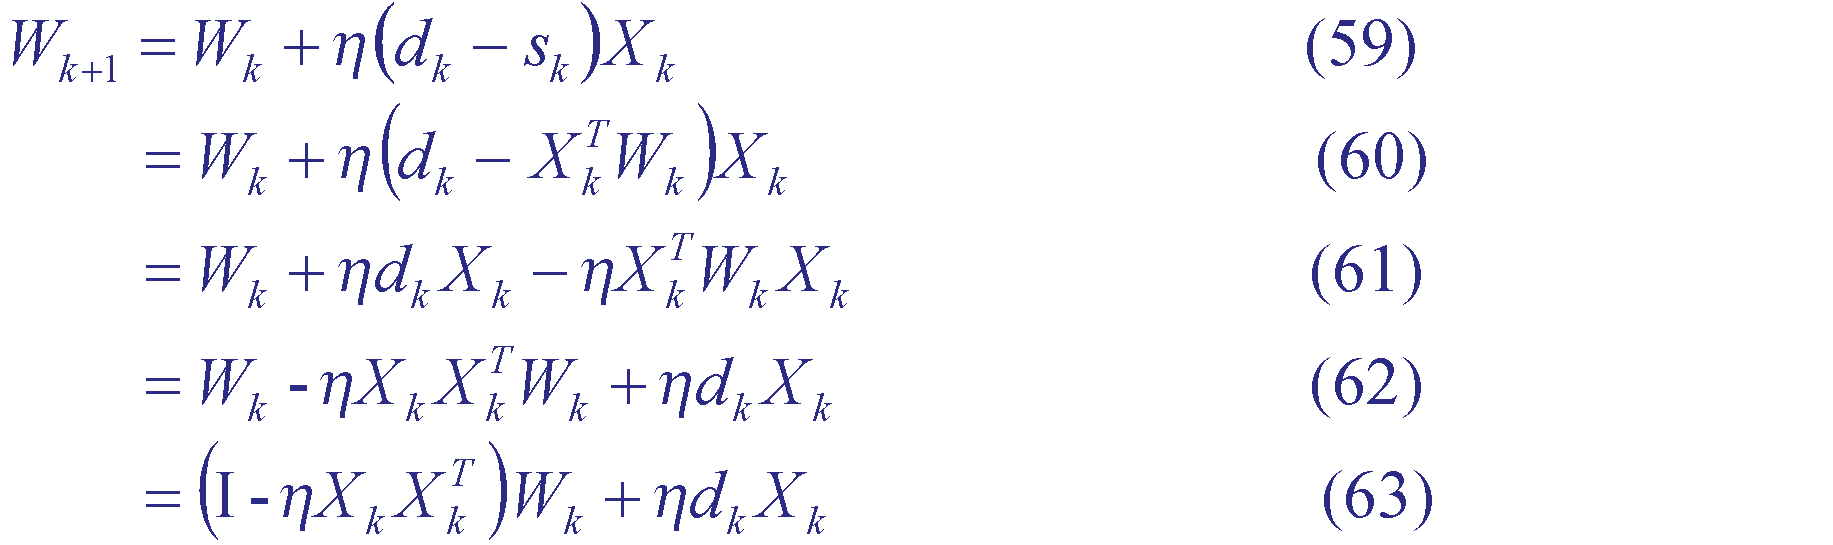 W_{k+1} = W_k + η(d_k − s_k)X_k (59)
= W_k + η(d_k − X_k^T W_k)X_k (60)
= W_k + ηd_k X_k − ηX_k^T W_k X_k (61)
= W_k - ηX_k X_k^T W_k + ηd_k X_k (62)
= (I - ηX_k X_k^T)W_k + ηd_k X_k (63)